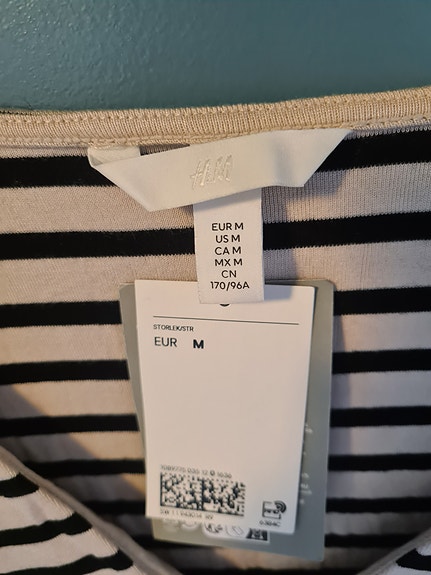 H&M
EUR M
US M
CA M
MX M
CN
170/96A
STORLEK/STR
EUR M